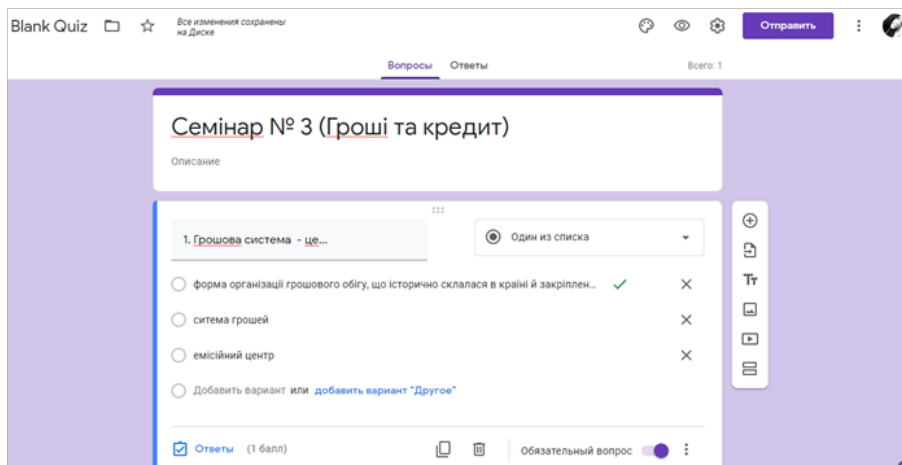 Blank Quiz
Все изменения сохранены
на Диске
Отправить
Вопросы Ответы Всего: 1
Семінар № 3 (Гроші та кредит)
Описание
1. Грошова система - це...
Один из списка
форма організації грошового обігу, що історично склалася в країні й закріплен...
ситема грошей
емісійний центр
Добавить вариант или добавить вариант "Другое"
Ответы (1 балл) Обязательный вопрос
Тт